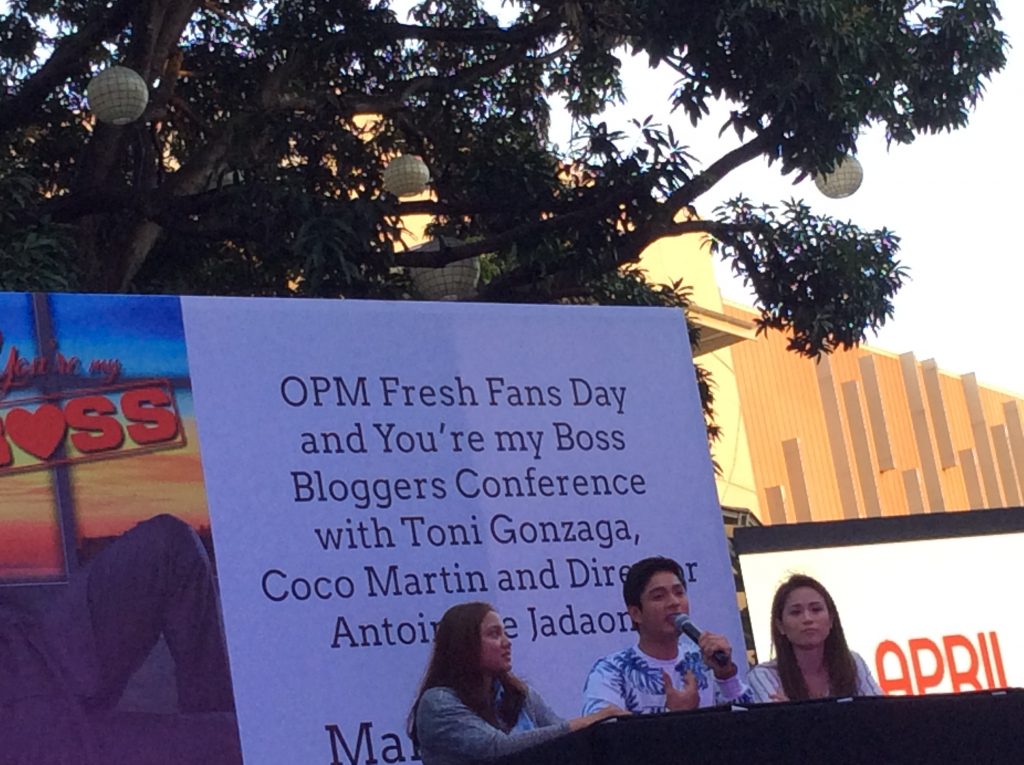 You're my
BOSS
OPM Fresh Fans Day
and You're my Boss
Bloggers Conference
with Toni Gonzaga,
Coco Martin and
Jadaon
APRIL